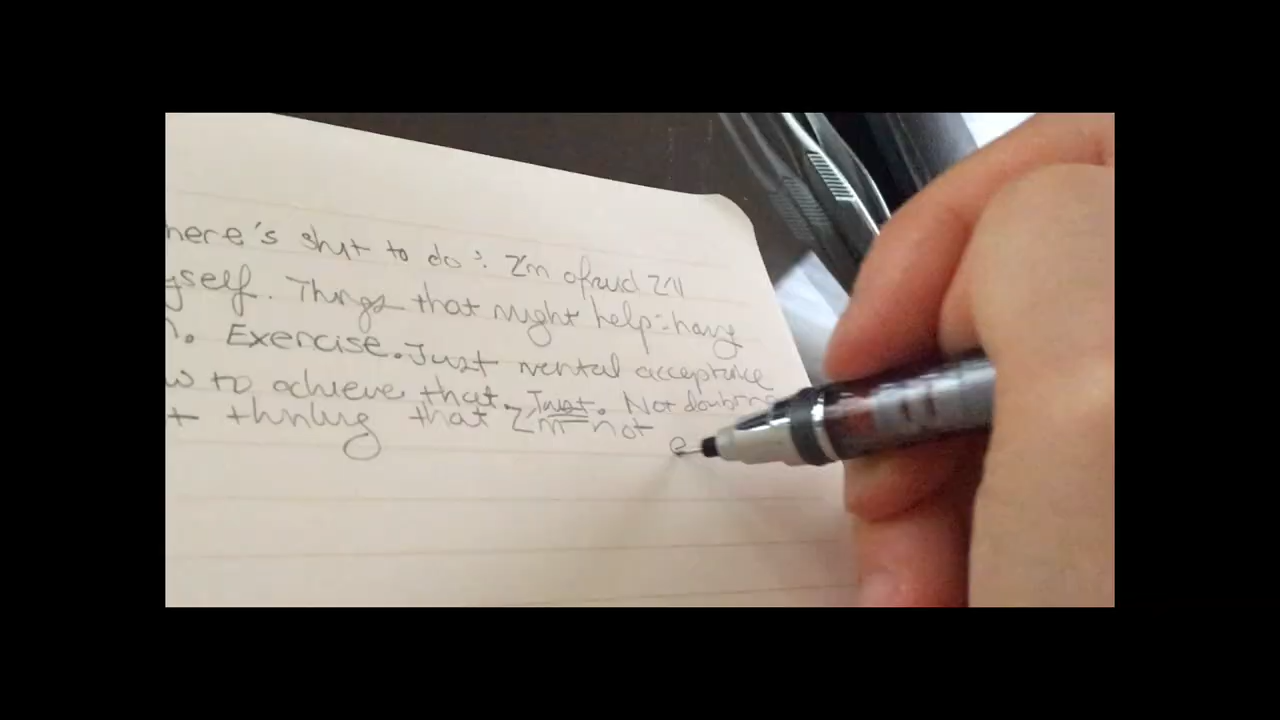 here's shit to do: I'm afraid I'll
yself. Things that might help: having
n. Exercise. Just mental acceptance
w to achieve that. Trust. Not doubting
t thinking that I'm not
e